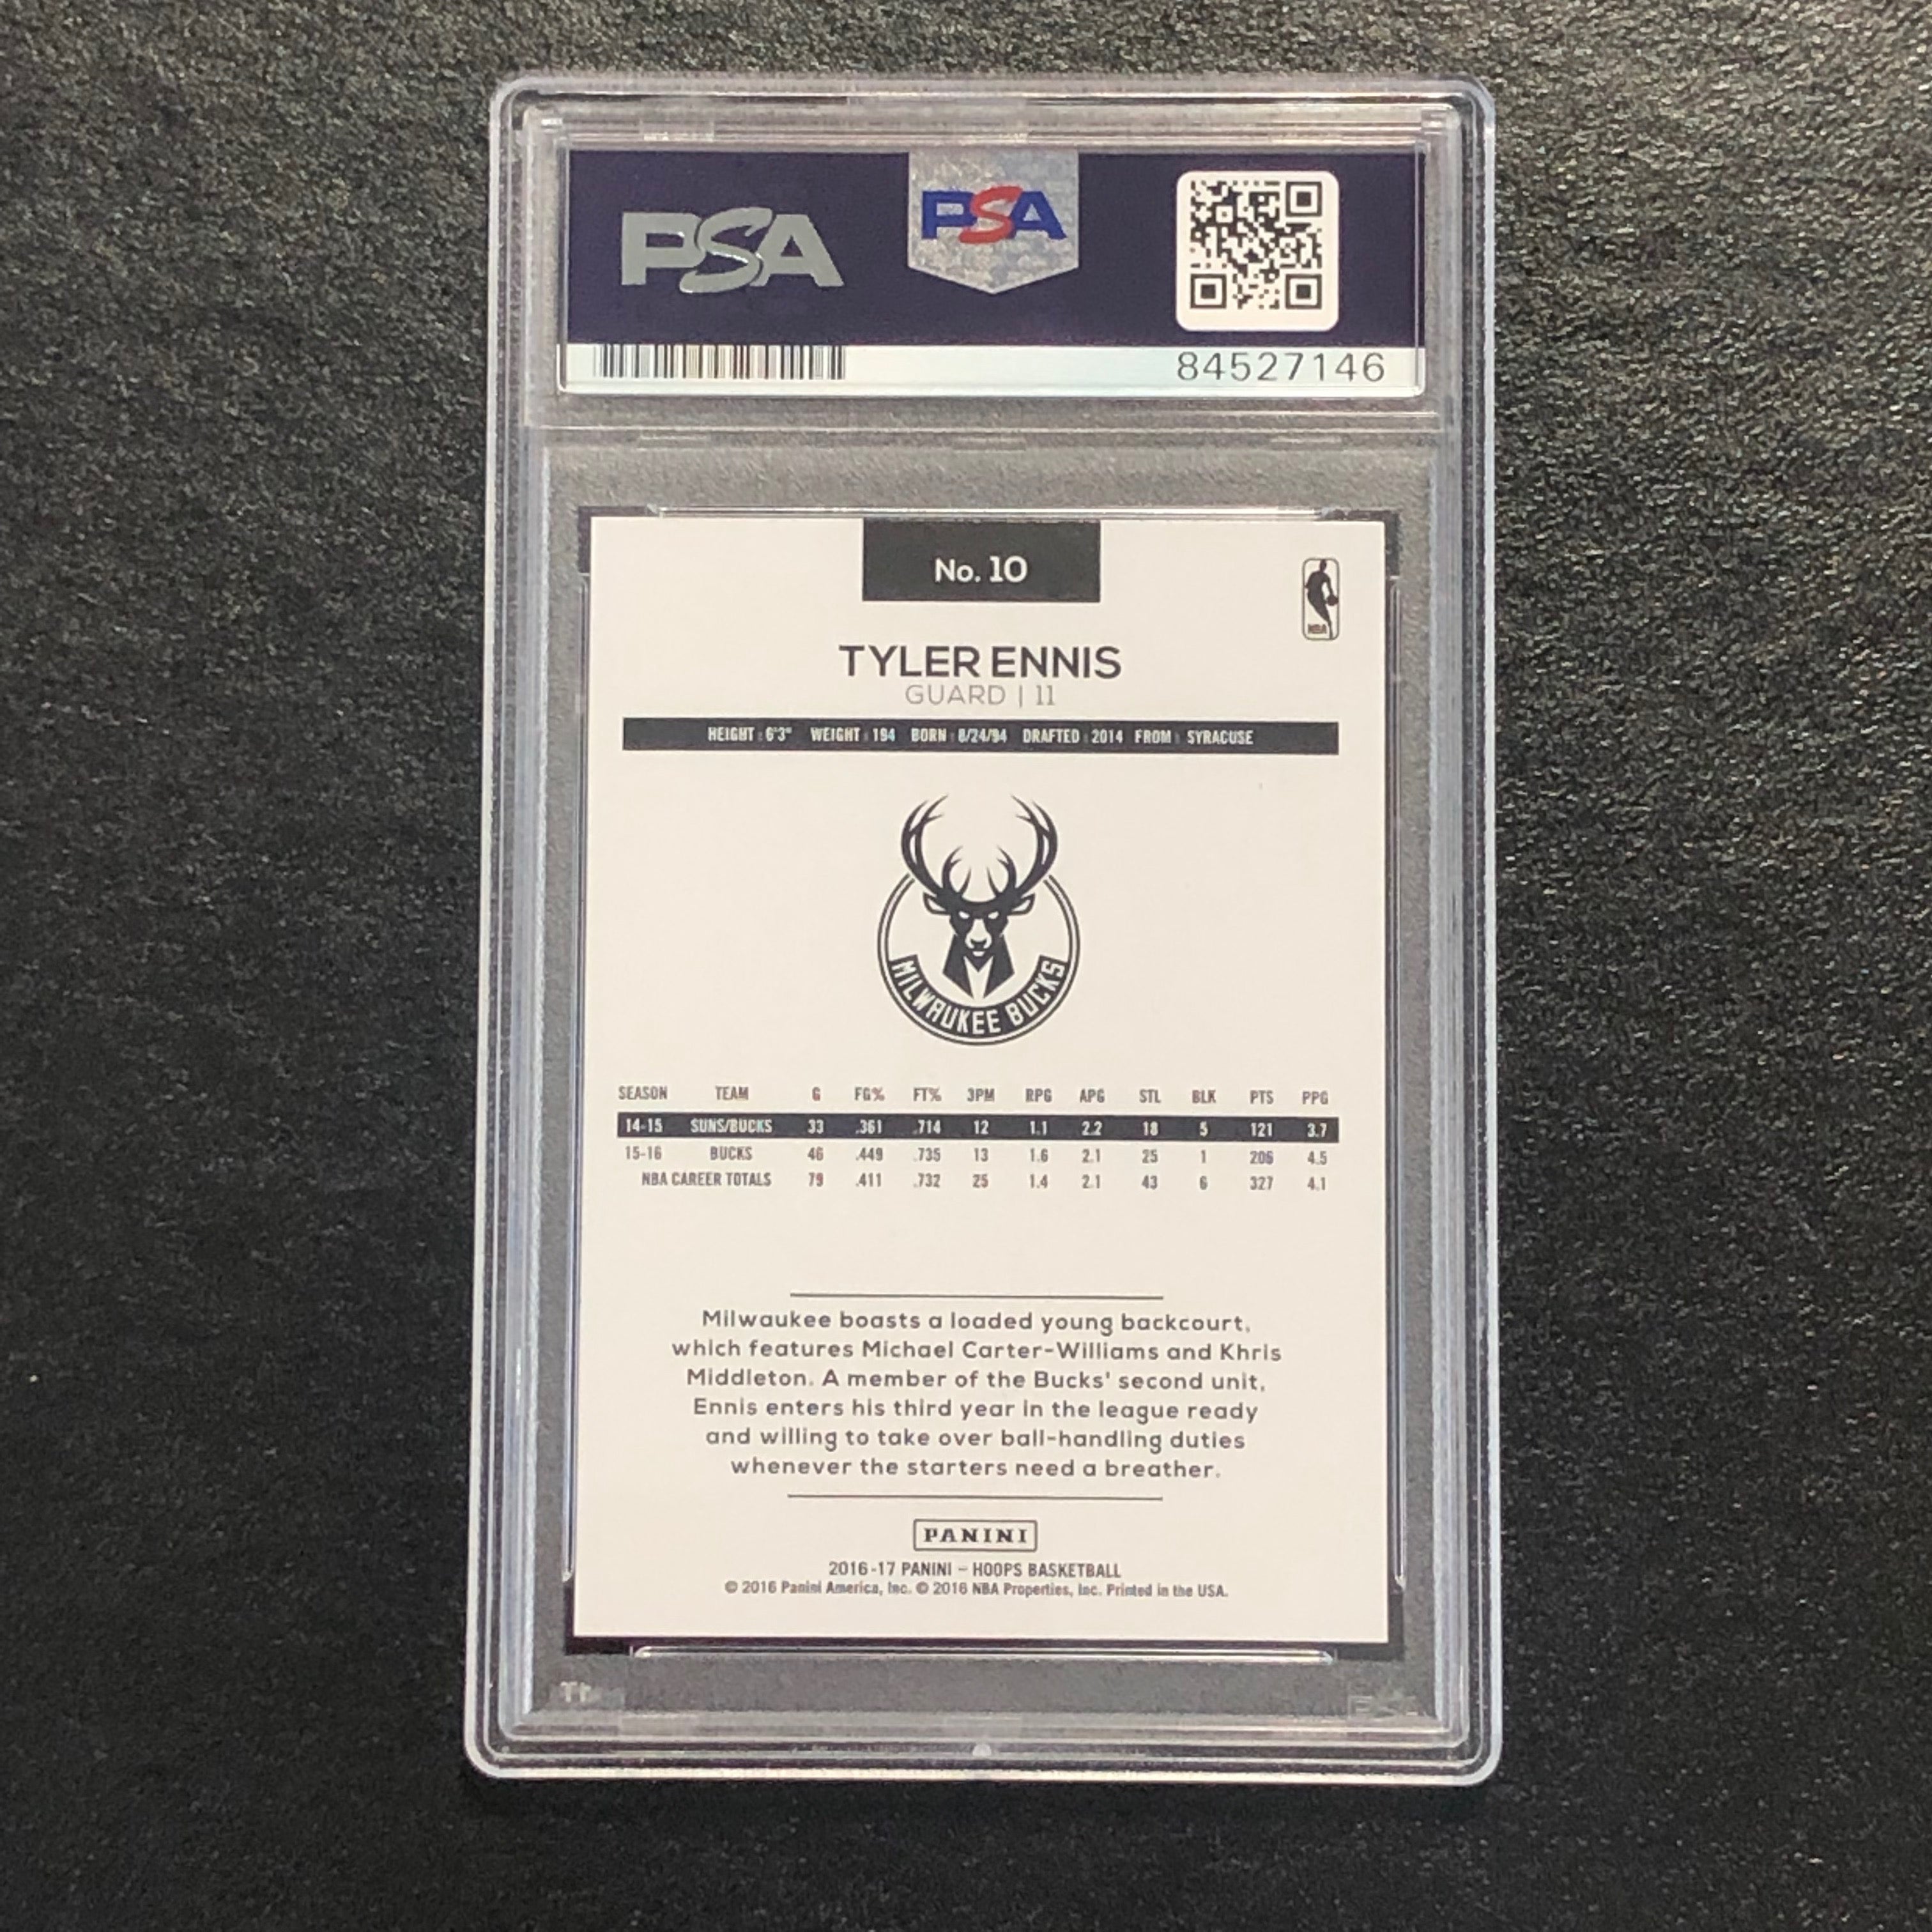 PSA
PSA
84527146
No. 10
NBA
TYLER ENNIS
GUARD | 11
HEIGHT : 6'3" WEIGHT : 194 BORN : 8/24/94 DRAFTED : 2014 FROM : SYRACUSE
MILWAUKEE BUCKS
SEASON TEAM G FG% FT% 3PM RPG APG STL BLK PTS PPG
14-15 SUNS/BUCKS 33 .361 .714 12 1.1 2.2 18 5 121 3.7
15-16 BUCKS 46 .449 .735 13 1.6 2.1 25 1 206 4.5
NBA CAREER TOTALS 79 .411 .732 25 1.4 2.1 43 6 327 4.1
Milwaukee boasts a loaded young backcourt,
which features Michael Carter-Williams and Khris
Middleton. A member of the Bucks' second unit,
Ennis enters his third year in the league ready
and willing to take over ball-handling duties
whenever the starters need a breather.
PANINI
2016-17 PANINI – HOOPS BASKETBALL
© 2016 Panini America, Inc. © 2016 NBA Properties, Inc. Printed in the USA.